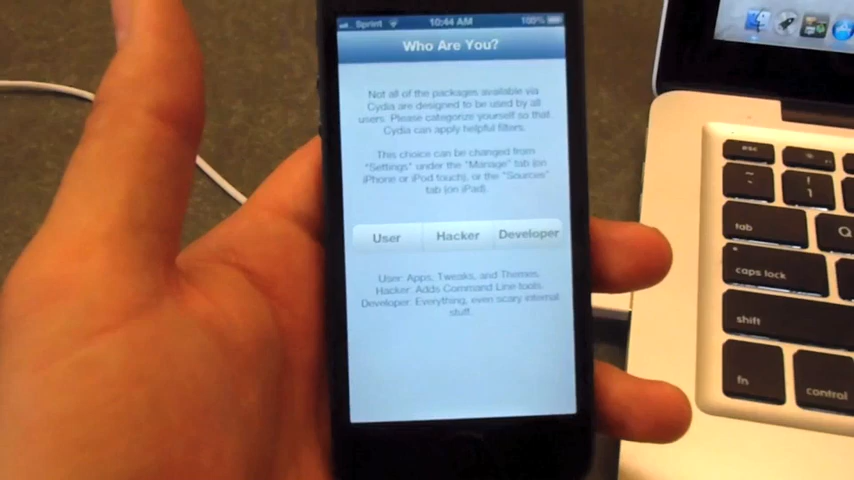 Sprint 10:44 AM 100%
Who Are You?
Not all of the packages available via
Cydia are designed to be used by all
users. Please categorize yourself so that
Cydia can apply helpful filters.
This choice can be changed from
"Settings" under the "Manage" tab (on
iPhone or iPod touch), or the "Sources"
tab (on iPad).
User Hacker Developer
User: Apps, Tweaks, and Themes.
Hacker: Adds Command Line tools.
Developer: Everything, even scary internal
stuff.
esc
~ ` ! 1
tab Q
caps lock
shift
fn control